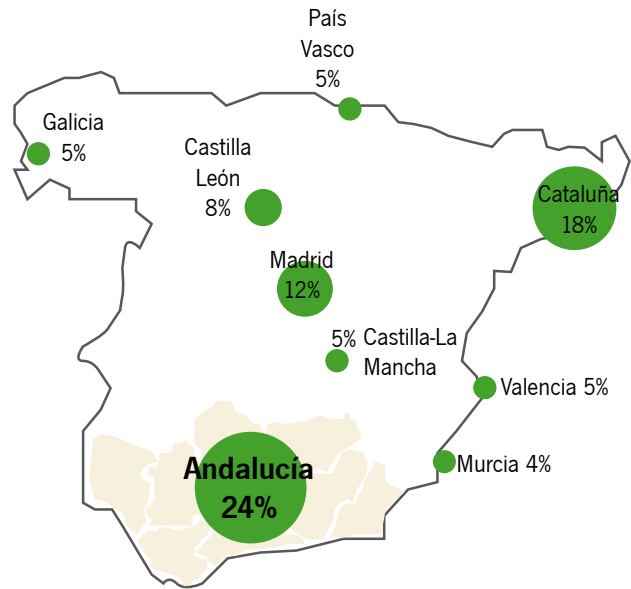 País
Vasco
5%
Galicia
5%
Castilla
León
8%
Cataluña
18%
Madrid
12%
5% Castilla-La
Mancha
Valencia 5%
Andalucía
24%
Murcia 4%